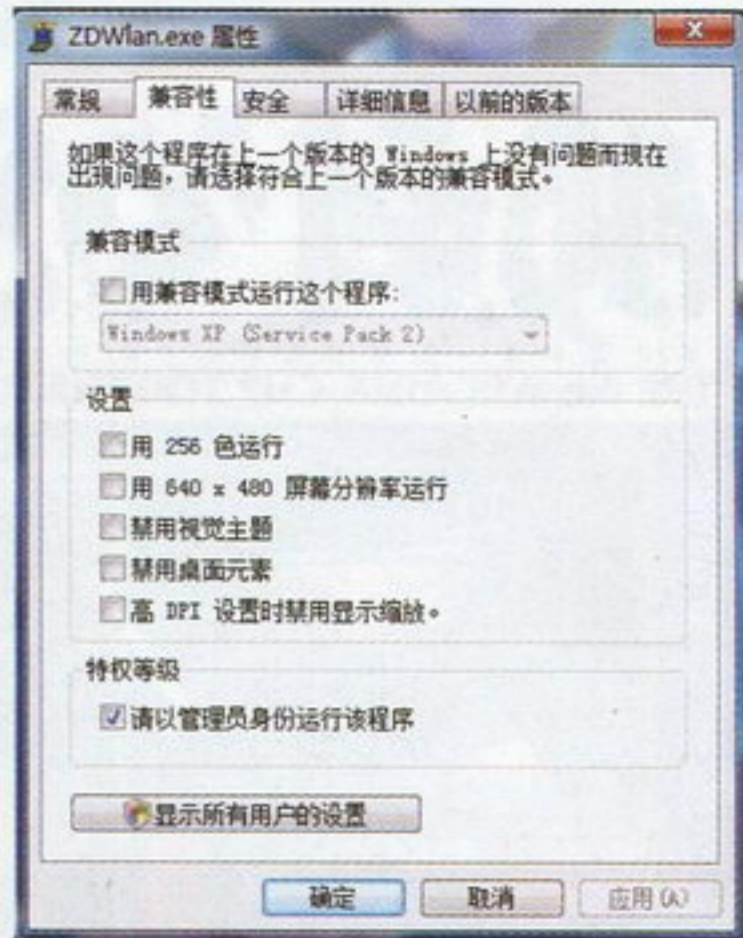 ZDWlan.exe 属性
常规 兼容性 安全 详细信息 以前的版本
如果这个程序在上一个版本的 Windows 上没有问题而现在
出现问题，请选择符合上一个版本的兼容模式。
兼容模式
用兼容模式运行这个程序:
Windows XP (Service Pack 2)
设置
用 256 色运行
用 640 x 480 屏幕分辨率运行
禁用视觉主题
禁用桌面元素
高 DPI 设置时禁用显示缩放。
特权等级
请以管理员身份运行该程序
显示所有用户的设置
确定 取消 应用(A)